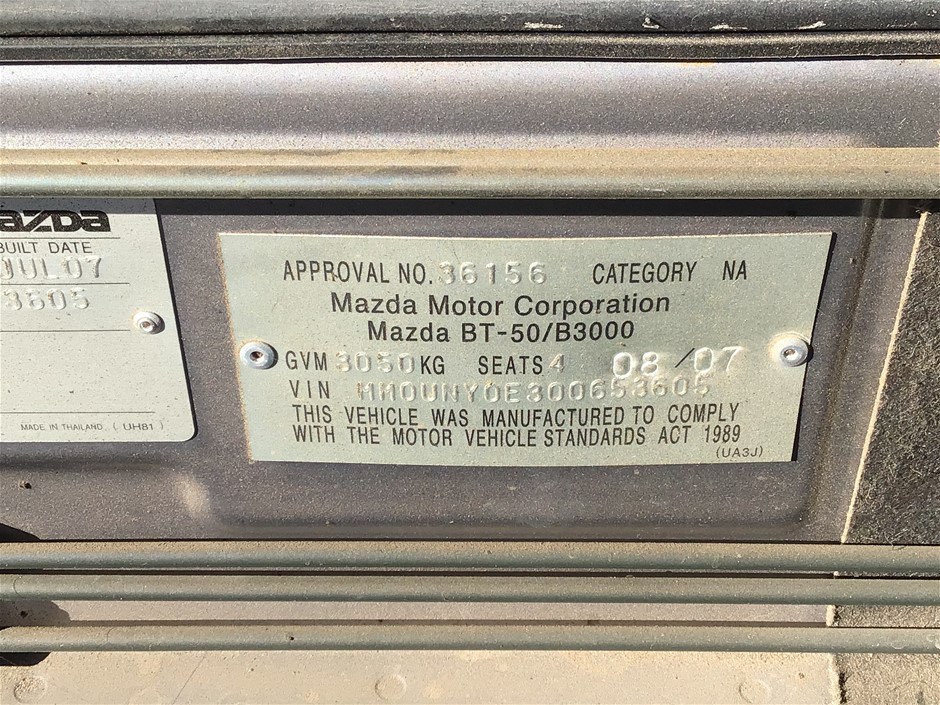 mazDa
BUILT DATE
JUL07
3605
MADE IN THAILAND ( UH81 )
APPROVAL NO. 36156 CATEGORY NA
Mazda Motor Corporation
Mazda BT-50/B3000
GVM 3050KG SEATS 4 08/07
VIN MM0UNY0E300653605
THIS VEHICLE WAS MANUFACTURED TO COMPLY
WITH THE MOTOR VEHICLE STANDARDS ACT 1989
(UA3J)